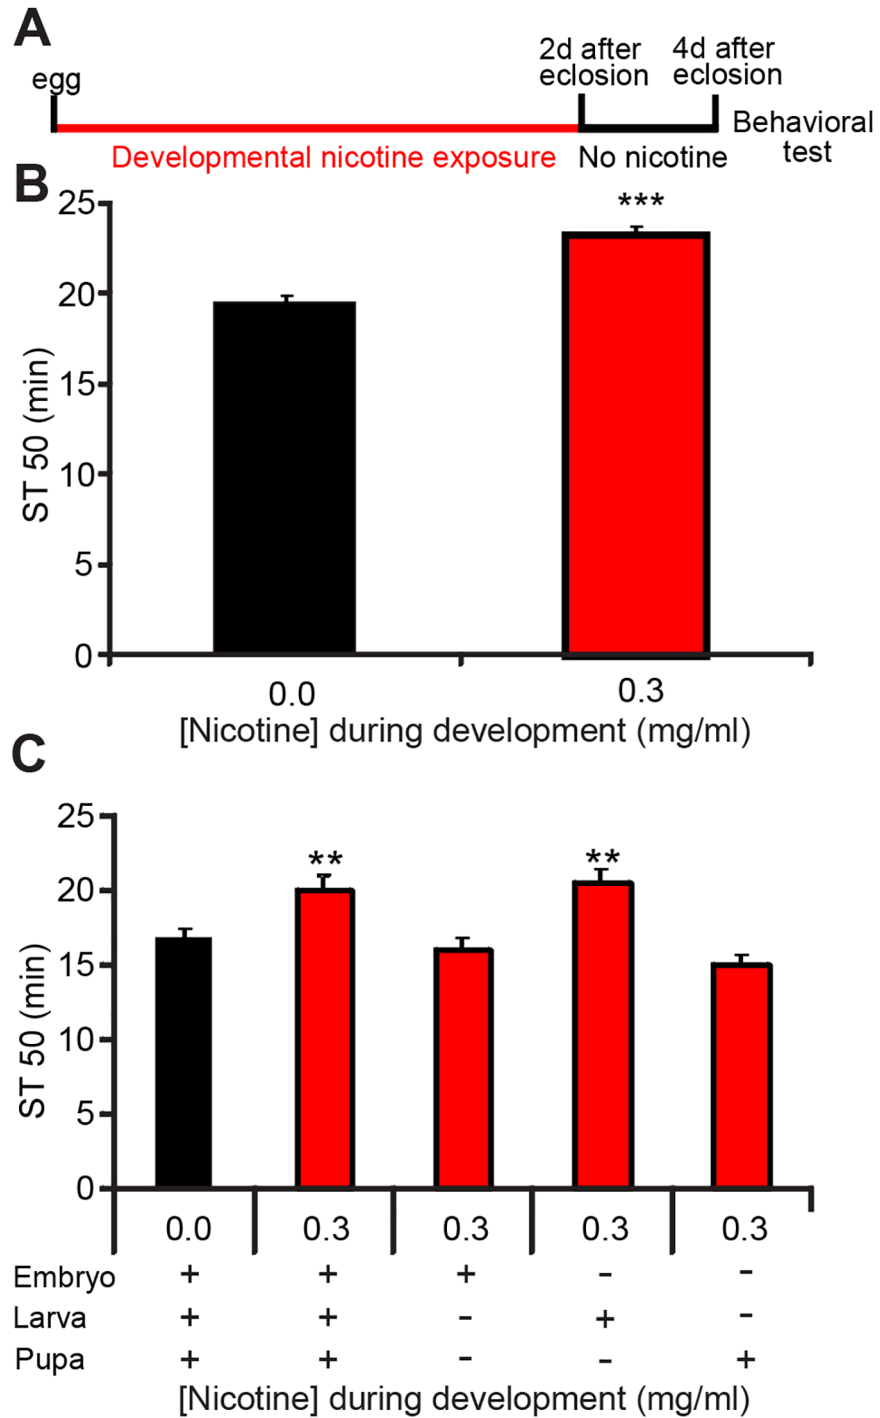 A
egg
2d after
eclosion
4d after
eclosion
Behavioral
test
Developmental nicotine exposure
No nicotine
B
***
25
20
15
10
5
0
ST 50 (min)
0.0 0.3
[Nicotine] during development (mg/ml)
C
25
20
15
10
5
0
ST 50 (min)
** **
0.0 0.3 0.3 0.3 0.3
Embryo + + + - -
Larva + + - + -
Pupa + + - - +
[Nicotine] during development (mg/ml)